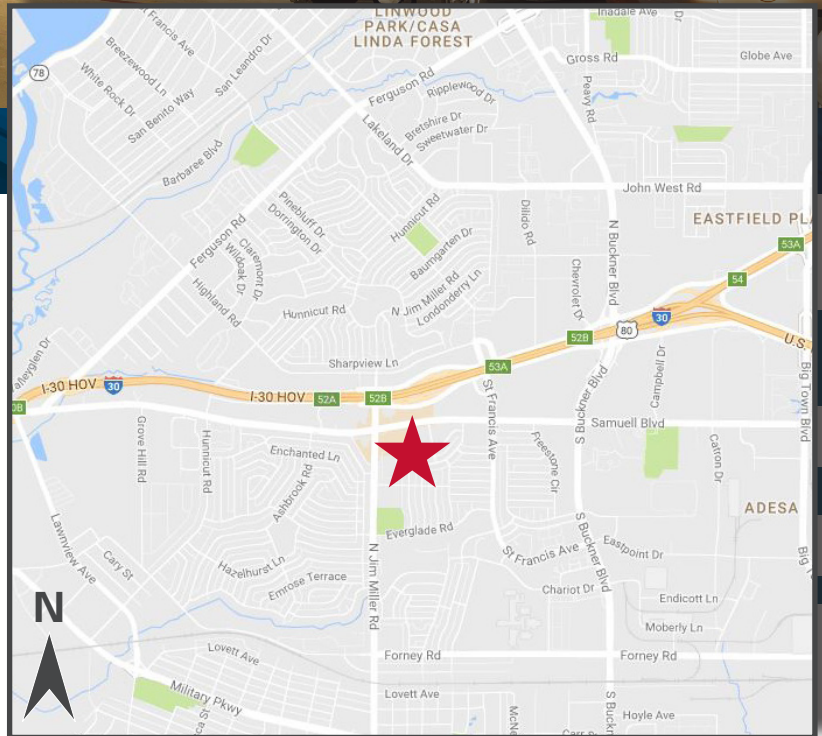 LINWOOD
PARK/CASA
LINDA FOREST
Inadale Ave
San Francis Ave
Breezewood Ln
San Leandro Dr
78
White Rock Dr
San Benito Way
Barbaree Blvd
Ferguson Rd
Ripplewood Dr
Bretshire Dr
Sweetwater Dr
Lakeland Dr
Gross Rd
Globe Ave
Peavy Rd
John West Rd
EASTFIELD PL
Pinebluff Dr
Dorrington Dr
Claremont Dr
Wildoak Dr
Ferguson Rd
Highland Rd
Hunnicut Rd
Baumgarten Dr
N Jim Miller Rd
Londonderry Ln
Hunnicut Rd
Dilido Rd
Chevrolet Dr
N Buckner Blvd
53A
54
30
80
52B
U.S.
Sharpview Ln
53A
I-30 HOV
30
I-30 HOV
52A
52B
0B
St Francis Ave
S Buckner Blvd
Campbell Dr
Samuell Blvd
Big Town Blvd
Grove Hill Rd
Hunnicut Rd
Enchanted Ln
Ashbrook Rd
Freestone Cir
Catron Dr
ADESA
Everglade Rd
Lawnview Ave
Cary St
Hazelhurst Ln
Emrose Terrace
N Jim Miller Rd
St Francis Ave
S Buckner Blvd
Eastpoint Dr
Chariot Dr
Endicott Ln
Moberly Ln
N
Lovett Ave
Forney Rd
Forney Rd
Military Pkwy
Lovett Ave
Hoyle Ave